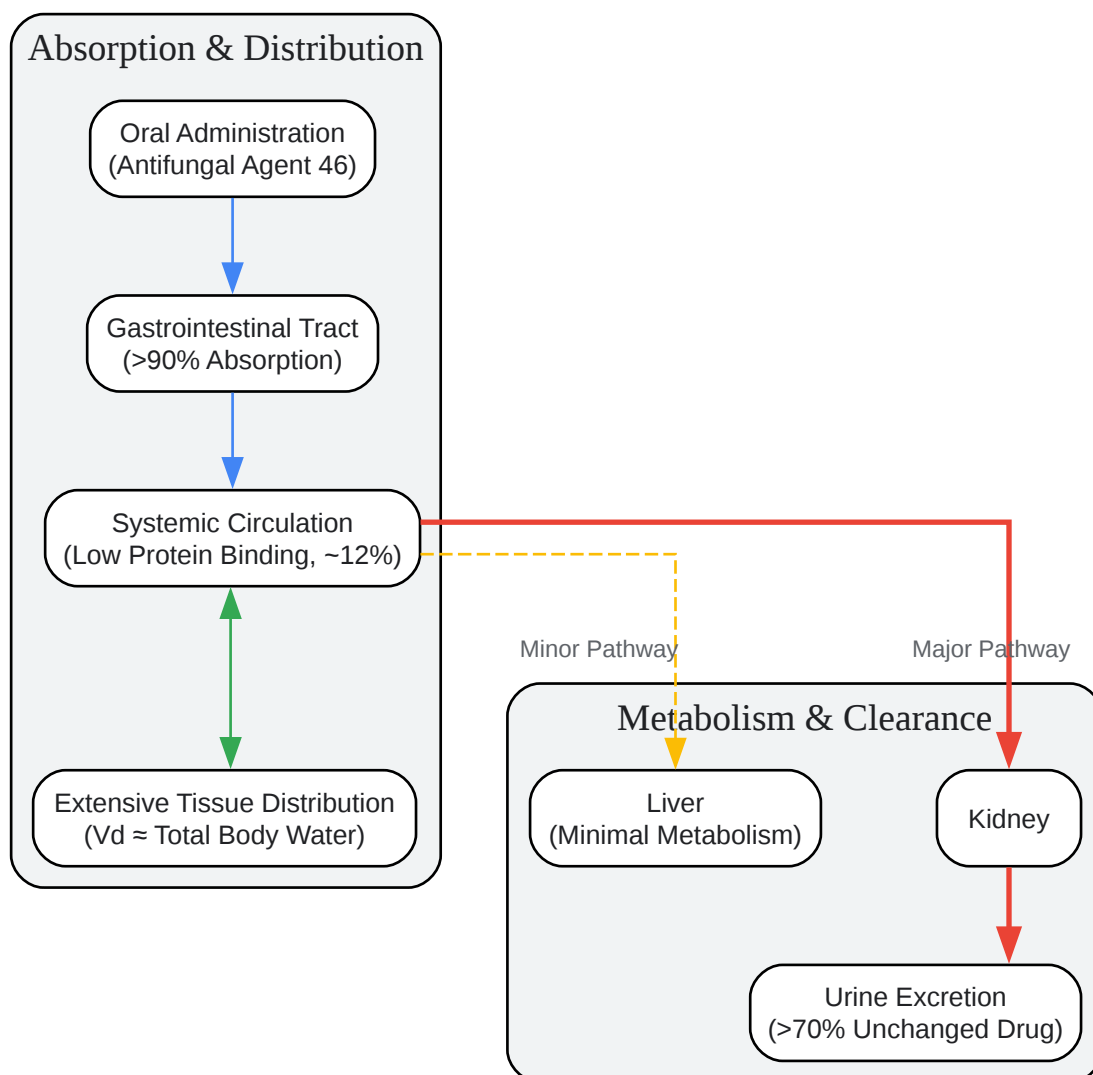 Absorption & Distribution
Oral Administration
(Antifungal Agent 46)
Gastrointestinal Tract
(>90% Absorption)
Systemic Circulation
(Low Protein Binding, ~12%)
Minor Pathway
Major Pathway
Metabolism & Clearance
Extensive Tissue Distribution
(Vd ≈ Total Body Water)
Liver
(Minimal Metabolism)
Kidney
Urine Excretion
(>70% Unchanged Drug)